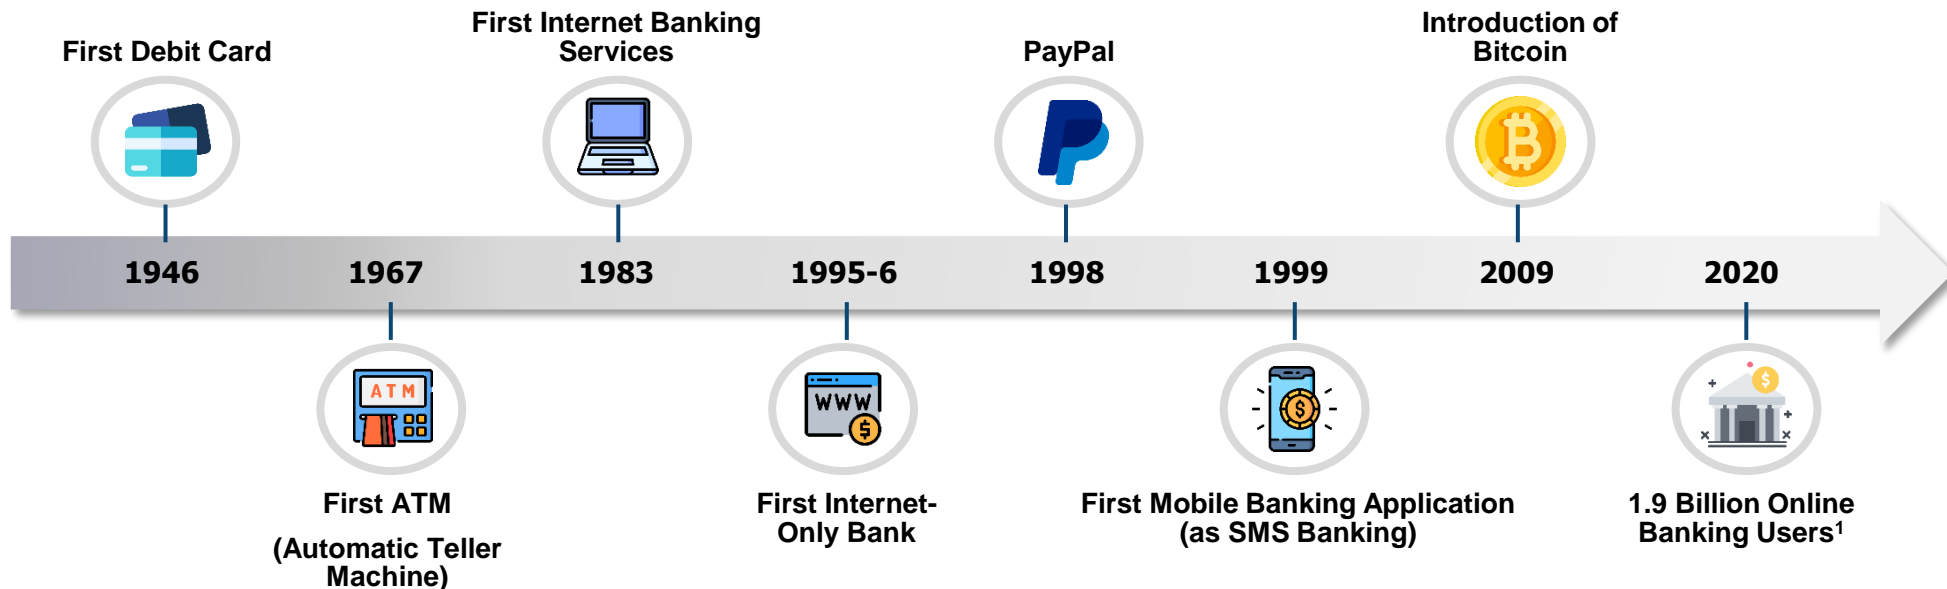 First Debit Card
First Internet Banking
Services
PayPal
Introduction of
Bitcoin
1946
1967
1983
1995-6
1998
1999
2009
2020
ATM
WWW
First ATM
(Automatic Teller
Machine)
First Internet-
Only Bank
First Mobile Banking Application
(as SMS Banking)
1.9 Billion Online
Banking Users¹